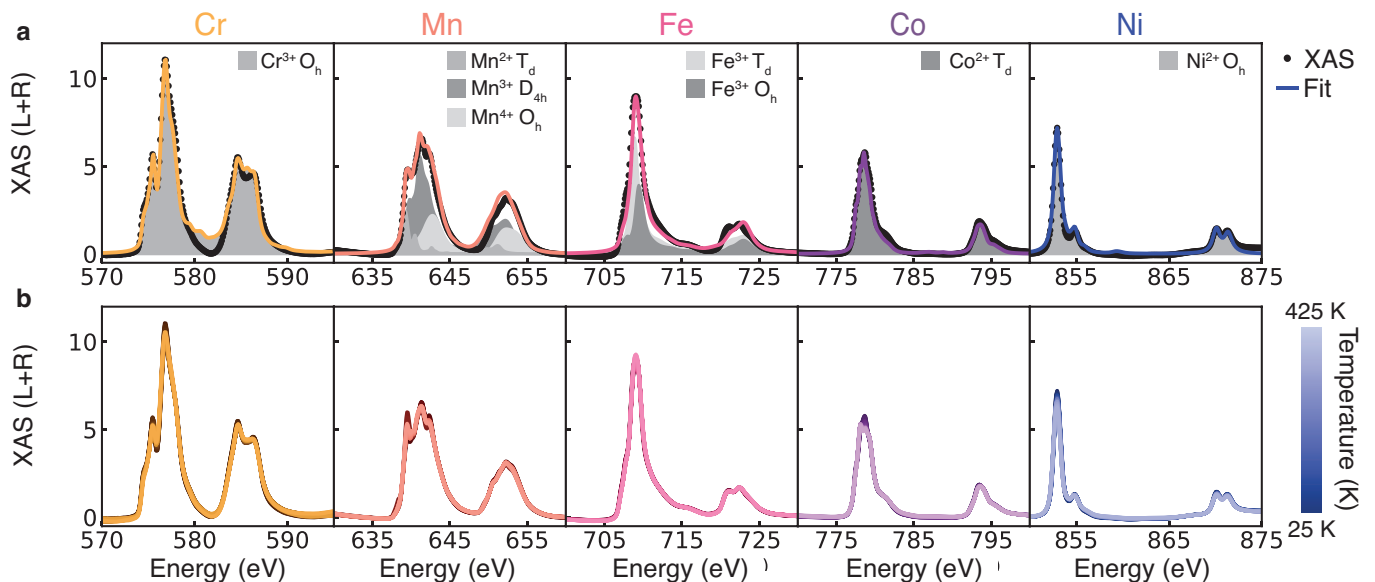 Cr Mn Fe Co Ni
a
XAS (L+R)
10
5
0
Cr³⁺ Oₕ
Mn²⁺ T_d
Mn³⁺ D₄ₕ
Mn⁴⁺ Oₕ
Fe³⁺ T_d
Fe³⁺ Oₕ
Co²⁺ T_d
Ni²⁺ Oₕ
XAS
Fit
570 580 590 635 645 655 705 715 725 775 785 795 855 865 875
b
XAS (L+R)
10
5
0
425 K
Temperature (K)
25 K
570 580 590 635 645 655 705 715 725 775 785 795 855 865 875
Energy (eV) Energy (eV) Energy (eV) ) Energy (eV) ) Energy (eV)